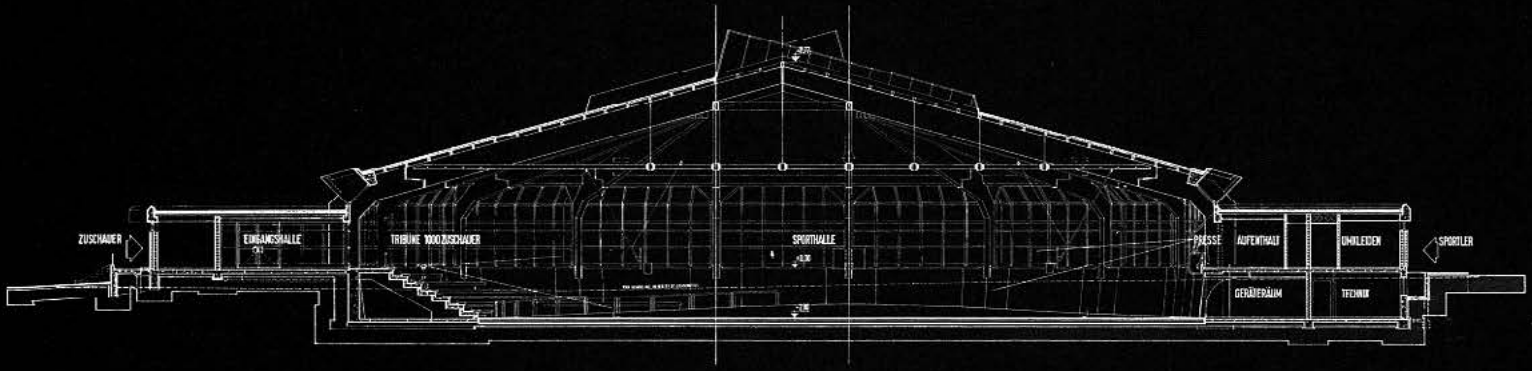 ZUSCHAUER
EINGANGSHALLE
TRIBÜNE 1000 ZUSCHAUER
SPORTHALLE
PRESSE
AUFENTHALT
UMKLEIDEN
SPORTLER
GERÄTERAUM
TECHNIK